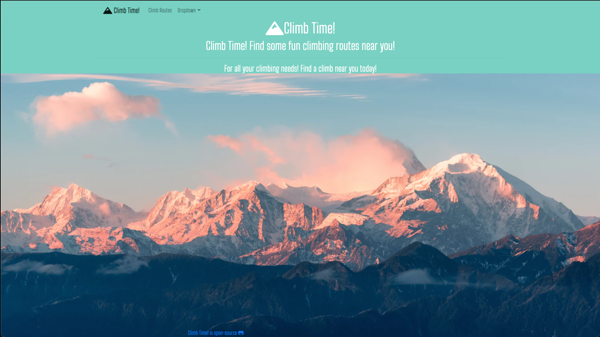 Climb Time! Climb Routes Dropdown
Climb Time!
Climb Time! Find some fun climbing routes near you!
For all your climbing needs! Find a climb near you today!
Climb Time! is open-source